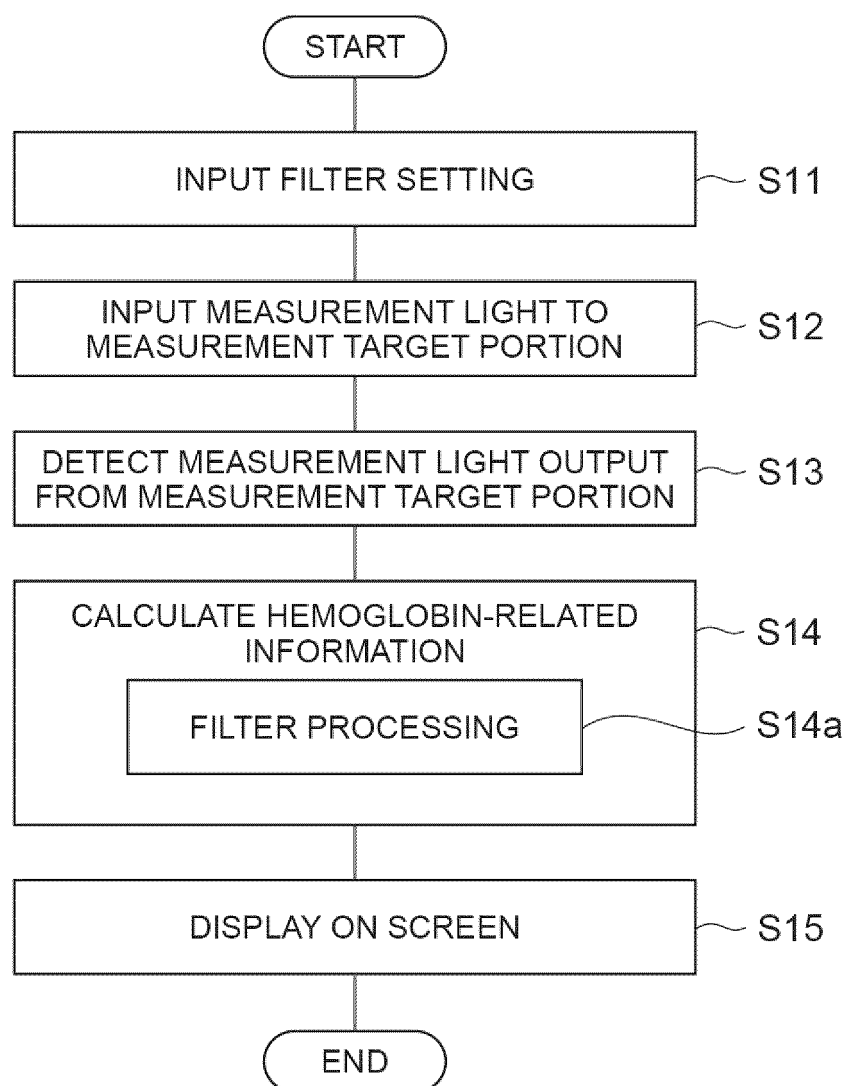 START
INPUT FILTER SETTING
S11
INPUT MEASUREMENT LIGHT TO
MEASUREMENT TARGET PORTION
S12
DETECT MEASUREMENT LIGHT OUTPUT
FROM MEASUREMENT TARGET PORTION
S13
CALCULATE HEMOGLOBIN-RELATED
INFORMATION
S14
FILTER PROCESSING
S14a
DISPLAY ON SCREEN
S15
END